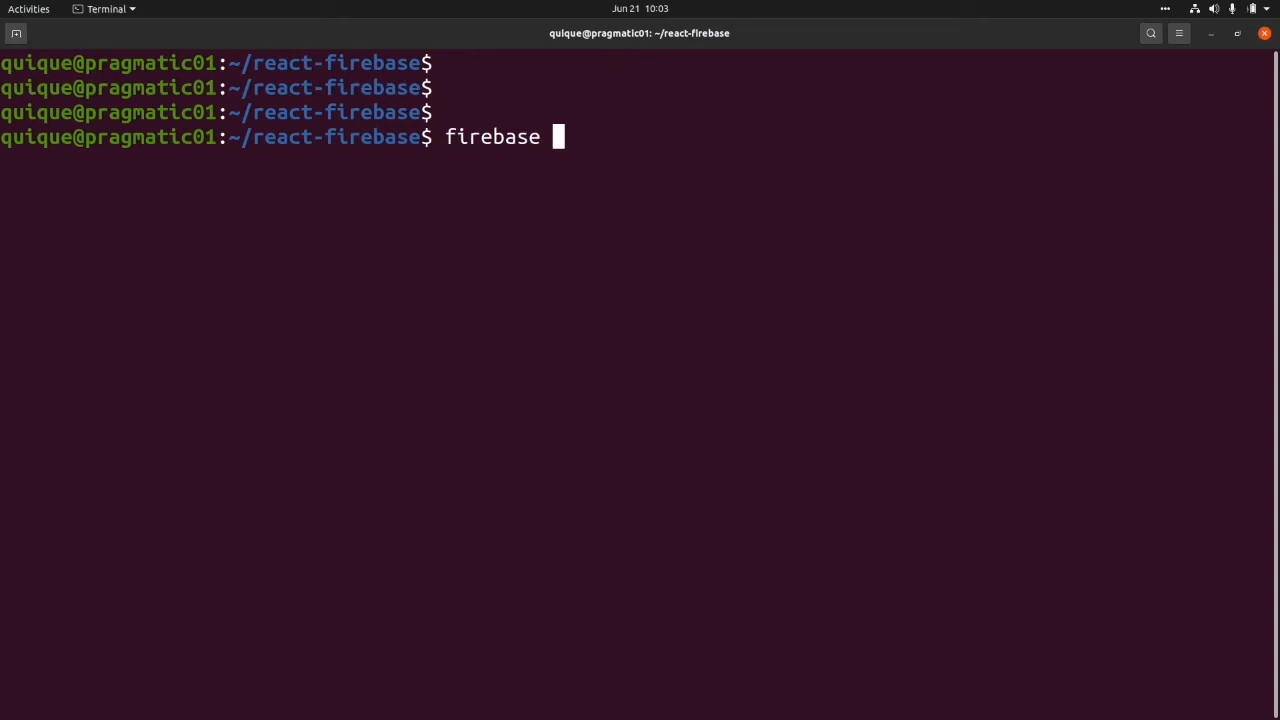 Activities
Terminal
Jun 21 10:03
quique@pragmatic01: ~/react-firebase
quique@pragmatic01:~/react-firebase$
quique@pragmatic01:~/react-firebase$
quique@pragmatic01:~/react-firebase$
quique@pragmatic01:~/react-firebase$ firebase